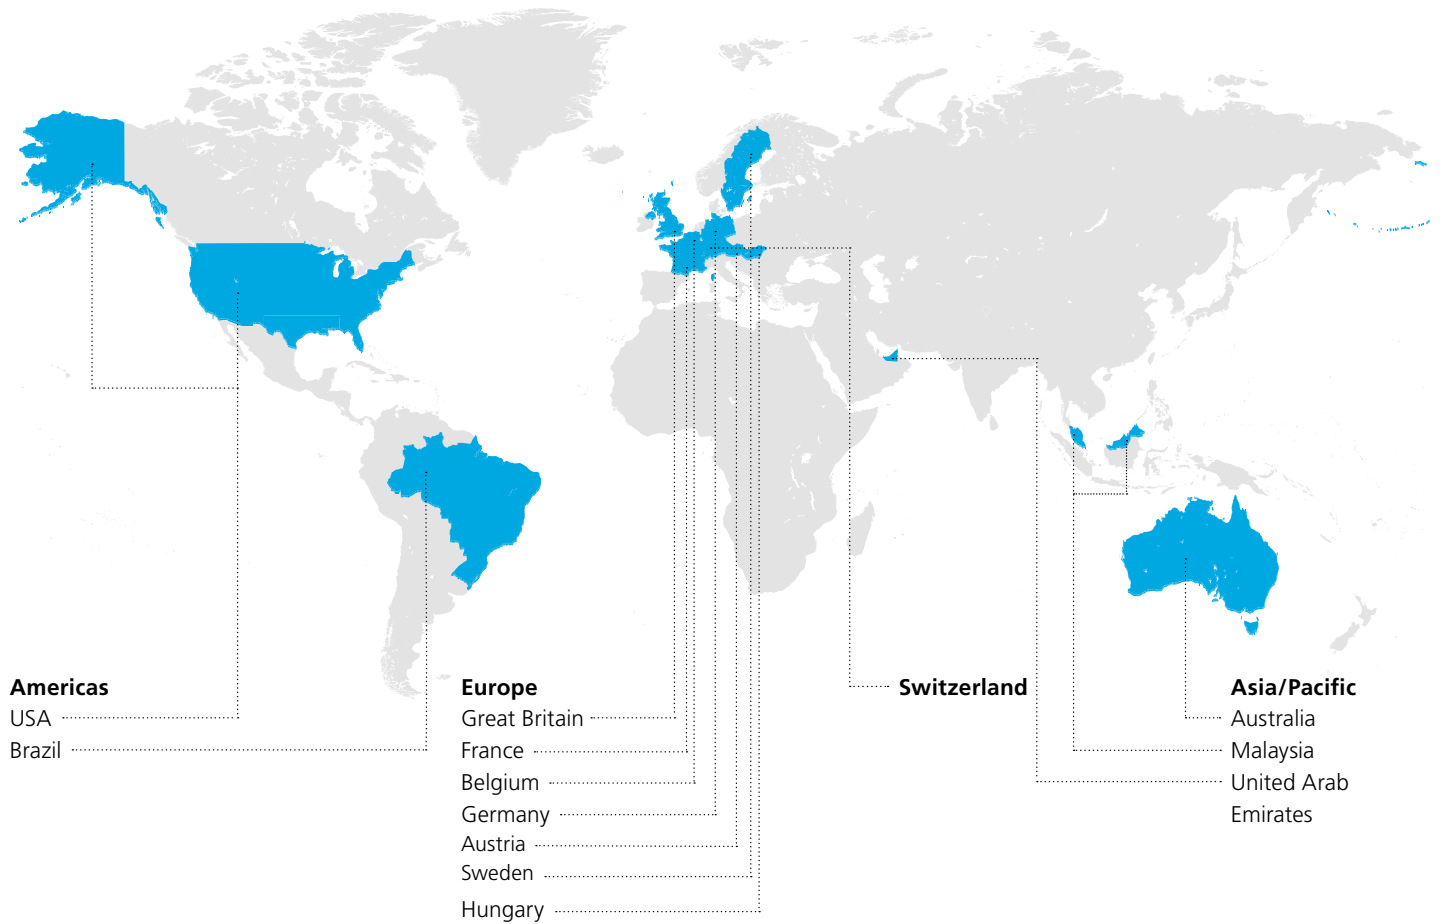 Americas
USA
Brazil
Europe
Great Britain
France
Belgium
Germany
Austria
Sweden
Hungary
Switzerland
Asia/Pacific
Australia
Malaysia
United Arab
Emirates